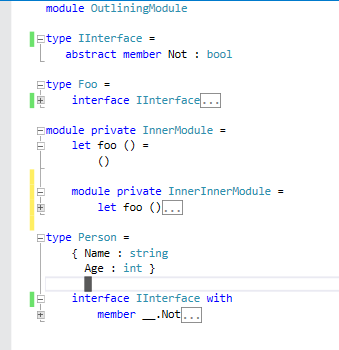 module OutliningModule
type IInterface =
abstract member Not : bool
type Foo =
interface IInterface...
module private InnerModule =
let foo () =
()
module private InnerInnerModule =
let foo ()...
type Person =
{ Name : string
Age : int }
interface IInterface with
member __.Not...